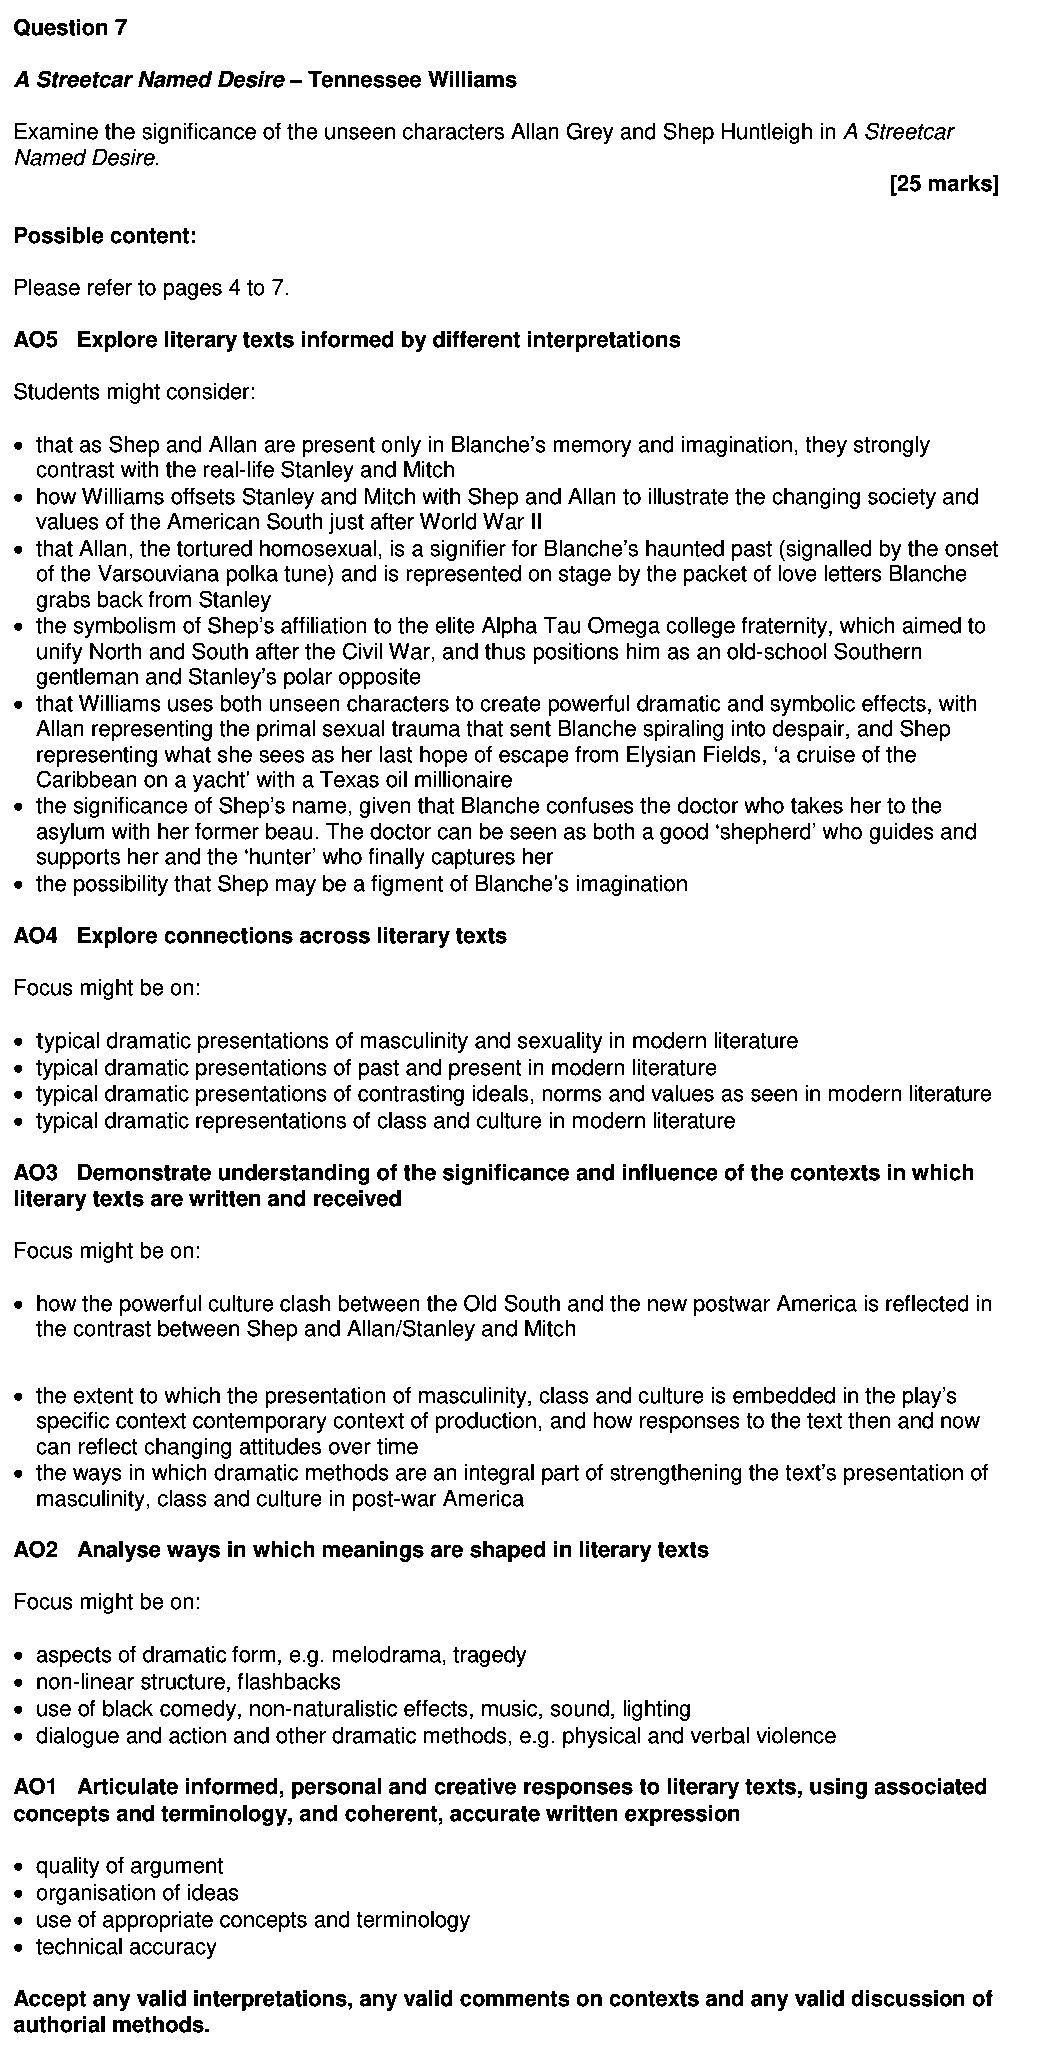 Question 7
A Streetcar Named Desire – Tennessee Williams
Examine the significance of the unseen characters Allan Grey and Shep Huntleigh in A Streetcar
Named Desire.
[25 marks]
Possible content:
Please refer to pages 4 to 7.
AO5 Explore literary texts informed by different interpretations
Students might consider:
• that as Shep and Allan are present only in Blanche's memory and imagination, they strongly
contrast with the real-life Stanley and Mitch
• how Williams offsets Stanley and Mitch with Shep and Allan to illustrate the changing society and
values of the American South just after World War II
• that Allan, the tortured homosexual, is a signifier for Blanche's haunted past (signalled by the onset
of the Varsouviana polka tune) and is represented on stage by the packet of love letters Blanche
grabs back from Stanley
• the symbolism of Shep's affiliation to the elite Alpha Tau Omega college fraternity, which aimed to
unify North and South after the Civil War, and thus positions him as an old-school Southern
gentleman and Stanley's polar opposite
• that Williams uses both unseen characters to create powerful dramatic and symbolic effects, with
Allan representing the primal sexual trauma that sent Blanche spiraling into despair, and Shep
representing what she sees as her last hope of escape from Elysian Fields, 'a cruise of the
Caribbean on a yacht' with a Texas oil millionaire
• the significance of Shep's name, given that Blanche confuses the doctor who takes her to the
asylum with her former beau. The doctor can be seen as both a good 'shepherd' who guides and
supports her and the 'hunter' who finally captures her
• the possibility that Shep may be a figment of Blanche's imagination
AO4 Explore connections across literary texts
Focus might be on:
• typical dramatic presentations of masculinity and sexuality in modern literature
• typical dramatic presentations of past and present in modern literature
• typical dramatic presentations of contrasting ideals, norms and values as seen in modern literature
• typical dramatic representations of class and culture in modern literature
AO3 Demonstrate understanding of the significance and influence of the contexts in which
literary texts are written and received
Focus might be on:
• how the powerful culture clash between the Old South and the new postwar America is reflected in
the contrast between Shep and Allan/Stanley and Mitch
• the extent to which the presentation of masculinity, class and culture is embedded in the play's
specific context contemporary context of production, and how responses to the text then and now
can reflect changing attitudes over time
• the ways in which dramatic methods are an integral part of strengthening the text's presentation of
masculinity, class and culture in post-war America
AO2 Analyse ways in which meanings are shaped in literary texts
Focus might be on:
• aspects of dramatic form, e.g. melodrama, tragedy
• non-linear structure, flashbacks
• use of black comedy, non-naturalistic effects, music, sound, lighting
• dialogue and action and other dramatic methods, e.g. physical and verbal violence
AO1 Articulate informed, personal and creative responses to literary texts, using associated
concepts and terminology, and coherent, accurate written expression
• quality of argument
• organisation of ideas
• use of appropriate concepts and terminology
• technical accuracy
Accept any valid interpretations, any valid comments on contexts and any valid discussion of
authorial methods.